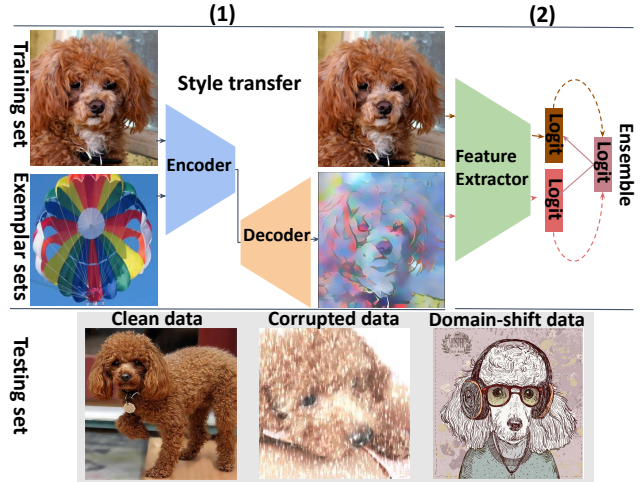 (1)
(2)
Training set
Style transfer
Encoder
Exemplar sets
Decoder
Feature
Extractor
Logit
Logit
Logit
Ensemble
Testing set
Clean data
Corrupted data
Domain-shift data